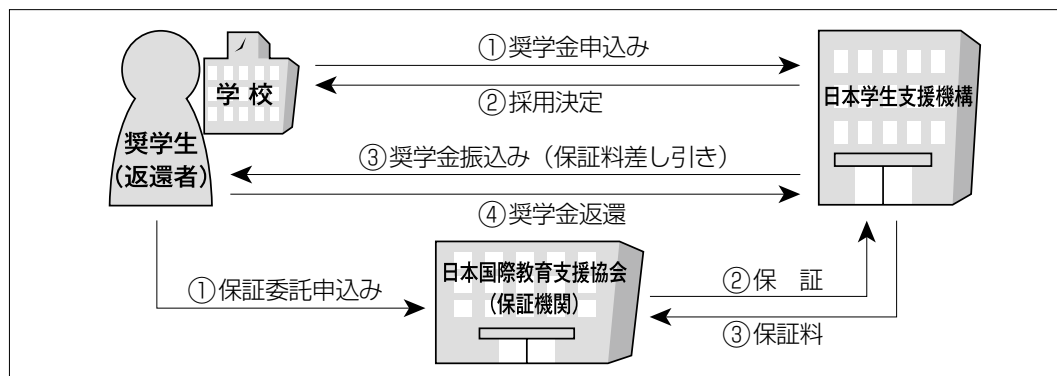 ①奨学金申込み
学校
②採用決定
日本学生支援機構
奨学生
(返還者)
③奨学金振込み（保証料差し引き）
④奨学金返還
①保証委託申込み
日本国際教育支援協会
(保証機関)
②保　証
③保証料